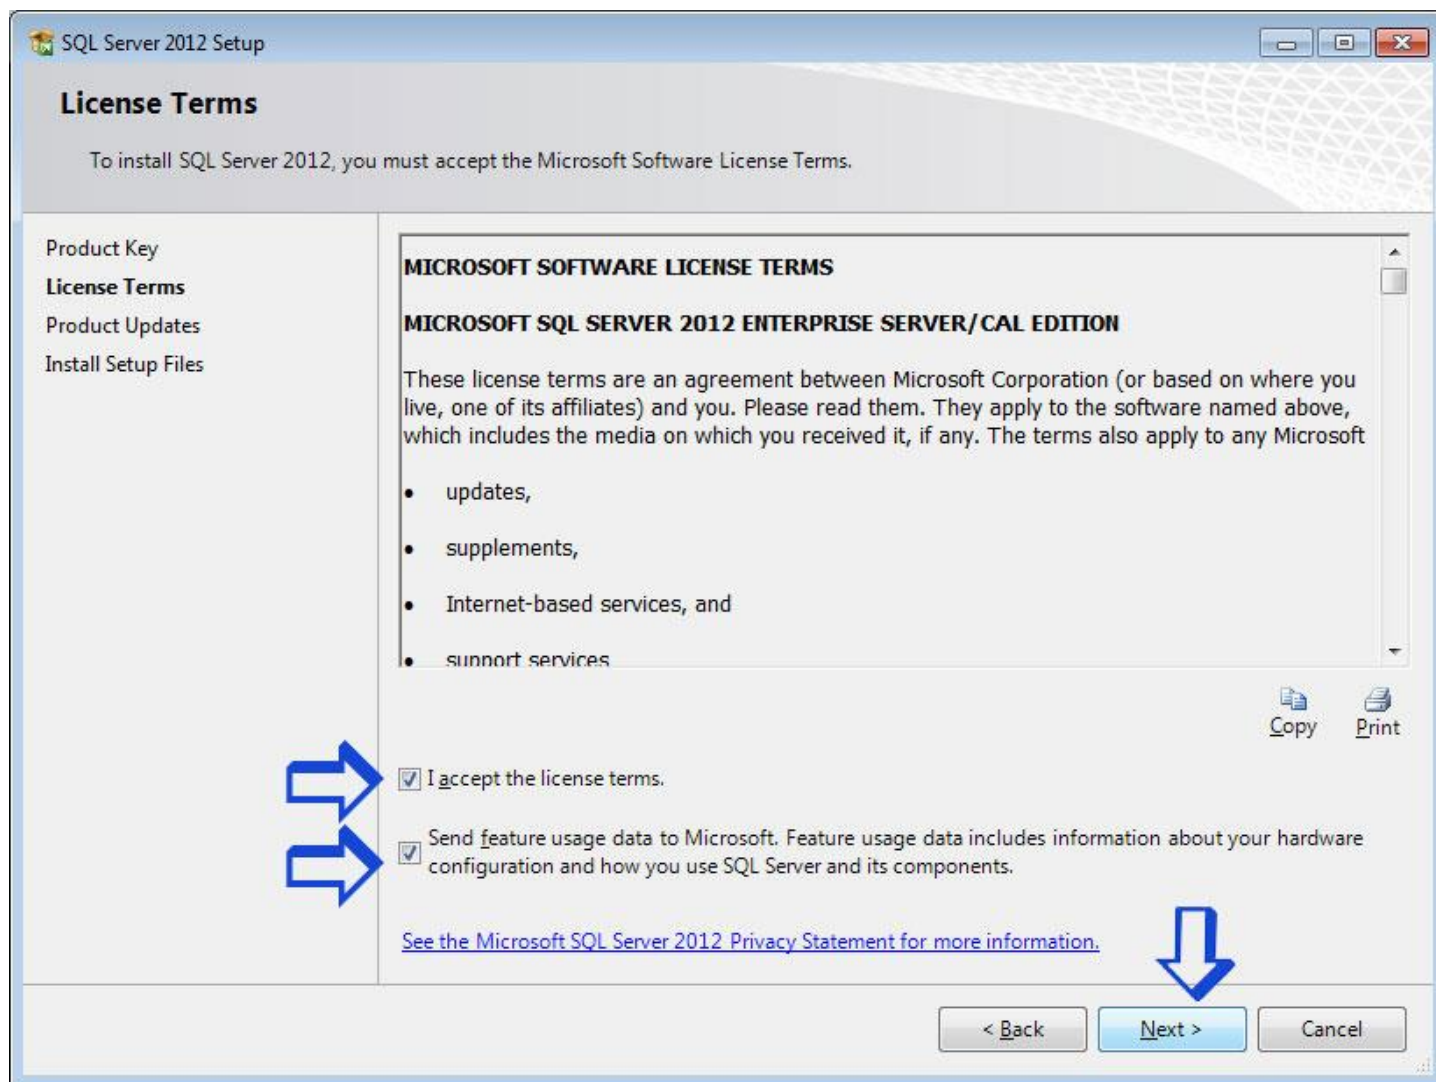 SQL Server 2012 Setup
License Terms
To install SQL Server 2012, you must accept the Microsoft Software License Terms.
Product Key
License Terms
Product Updates
Install Setup Files
MICROSOFT SOFTWARE LICENSE TERMS
MICROSOFT SQL SERVER 2012 ENTERPRISE SERVER/CAL EDITION
These license terms are an agreement between Microsoft Corporation (or based on where you
live, one of its affiliates) and you. Please read them. They apply to the software named above,
which includes the media on which you received it, if any. The terms also apply to any Microsoft
• updates,
• supplements,
• Internet-based services, and
• support services
Copy Print
I accept the license terms.
Send feature usage data to Microsoft. Feature usage data includes information about your hardware
configuration and how you use SQL Server and its components.
See the Microsoft SQL Server 2012 Privacy Statement for more information.
< Back Next > Cancel